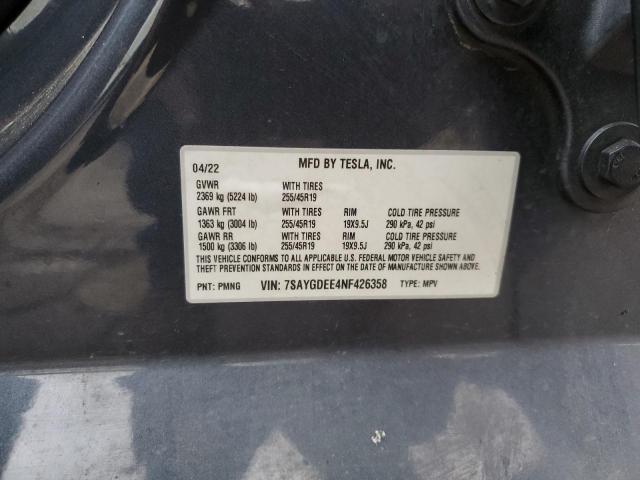 04/22 MFD BY TESLA, INC.
GVWR WITH TIRES
2369 kg (5224 lb) 255/45R19
GAWR FRT WITH TIRES RIM COLD TIRE PRESSURE
1363 kg (3004 lb) 255/45R19 19X9.5J 290 kPa, 42 psi
GAWR RR WITH TIRES RIM COLD TIRE PRESSURE
1500 kg (3306 lb) 255/45R19 19X9.5J 290 kPa, 42 psi
THIS VEHICLE CONFORMS TO ALL APPLICABLE U.S. FEDERAL MOTOR VEHICLE SAFETY AND
THEFT PREVENTION STANDARDS IN EFFECT ON THE DATE OF MANUFACTURE SHOWN ABOVE.
PNT: PMNG VIN: 7SAYGDEE4NF426358 TYPE: MPV